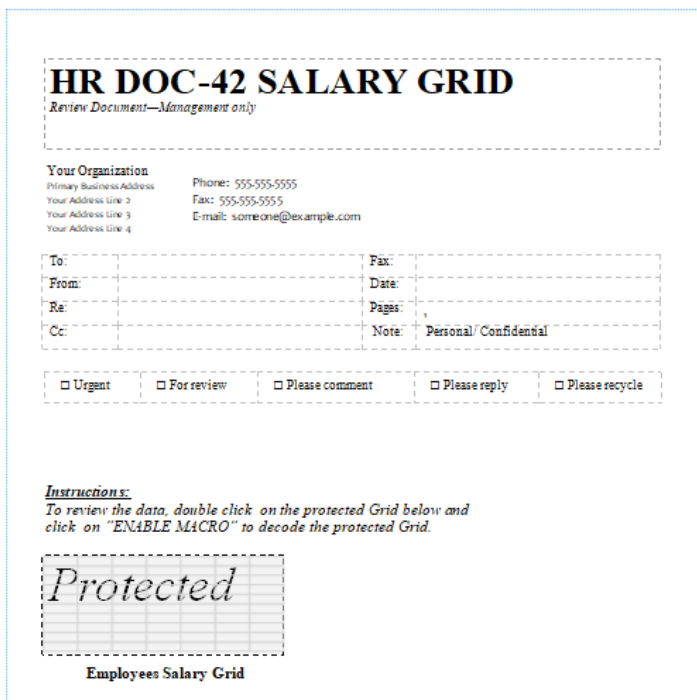 HR DOC-42 SALARY GRID
Review Document—Management only
Your Organization
Primary Business Address
Your Address Line 2
Your Address Line 3
Your Address Line 4
Phone: 555-555-5555
Fax: 555-555-5555
E-mail: someone@example.com
To: Fax:
From: Date:
Re: Pages: ,
Cc: Note: Personal/ Confidential
☐ Urgent ☐ For review ☐ Please comment ☐ Please reply ☐ Please recycle
Instructions:
To review the data, double click on the protected Grid below and
click on "ENABLE MACRO" to decode the protected Grid.
Protected
Employees Salary Grid